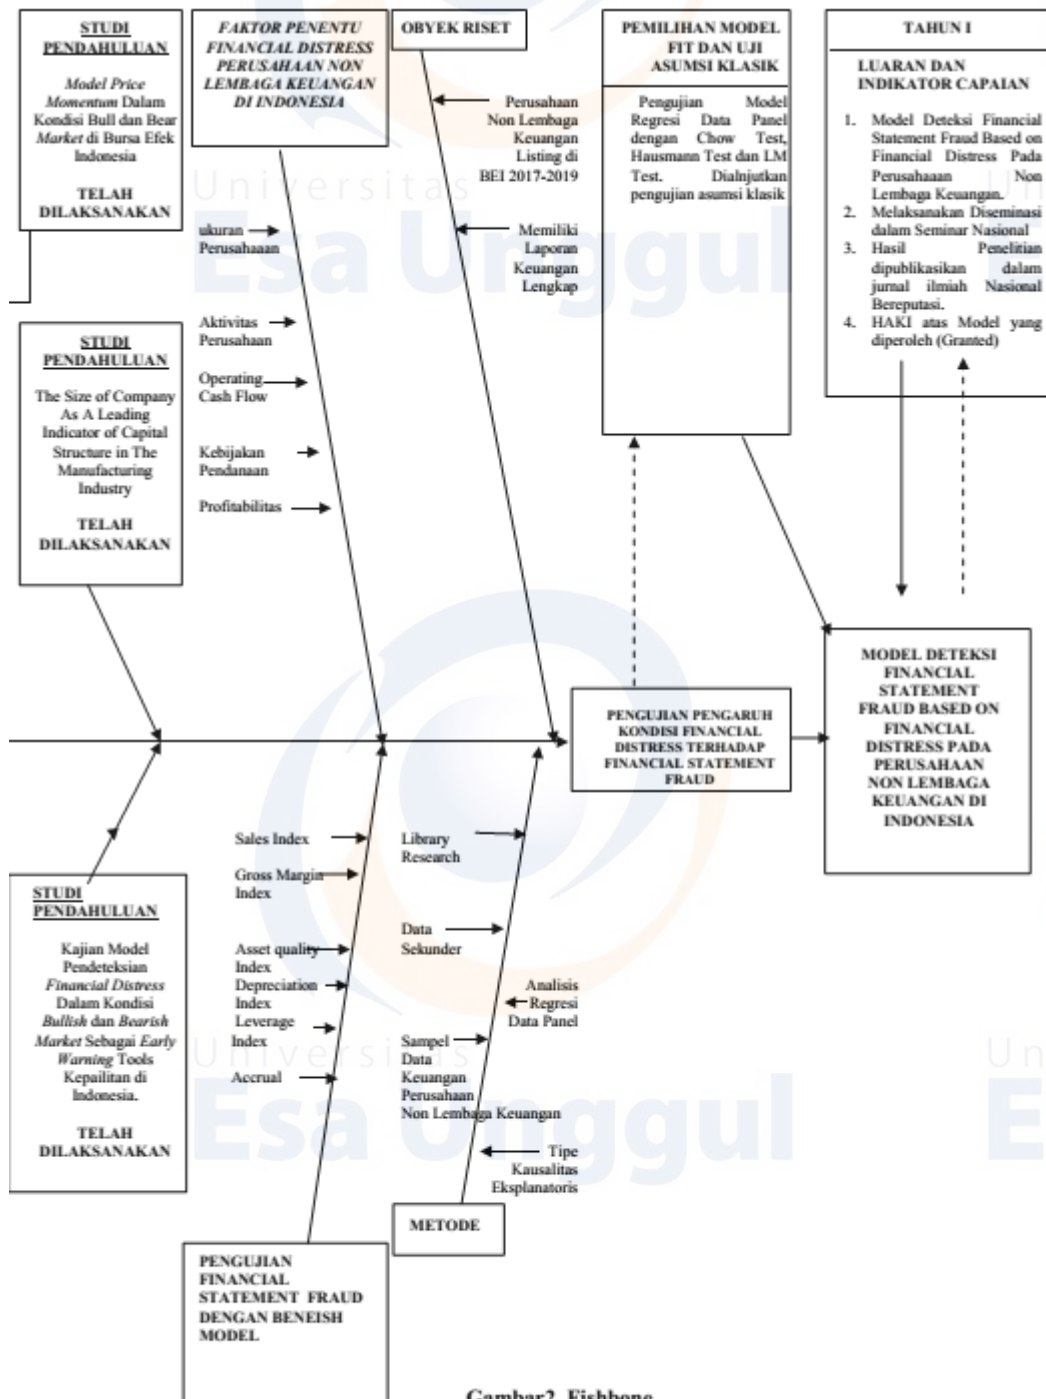 STUDI
PENDAHULUAN
Model Price
Momentum Dalam
Kondisi Bull dan Bear
Market di Bursa Efek
Indonesia
TELAH
DILAKSANAKAN
FAKTOR PENENTU
FINANCIAL DISTRESS
PERUSAHAAN NON
LEMBAGA KEUANGAN
DI INDONESIA
OBYEK RISET
PEMILIHAN MODEL
FIT DAN UJI
ASUMSI KLASIK
Pengujian Model
Regresi Data Panel
dengan Chow Test,
Hausmann Test dan LM
Test. Dialnjutkan
pengujian asumsi klasik
TAHUN I
LUARAN DAN
INDIKATOR CAPAIAN
1. Model Deteksi Financial
Statement Fraud Based on
Financial Distress Pada
Perusahaaan Non
Lembaga Keuangan.
2. Melaksanakan Diseminasi
dalam Seminar Nasional
3. Hasil Penelitian
dipublikasikan dalam
jurnal ilmiah Nasional
Bereputasi.
4. HAKI atas Model yang
diperoleh (Granted)
Perusahaan
Non Lembaga
Keuangan
Listing di
BEI 2017-2019
Memiliki
Laporan
Keuangan
Lengkap
ukuran
Perusahaaan
Aktivitas
Perusahaan
Operating
Cash Flow
Kebijakan
Pendanaan
Profitabilitas
STUDI
PENDAHULUAN
The Size of Company
As A Leading
Indicator of Capital
Structure in The
Manufacturing
Industry
TELAH
DILAKSANAKAN
PENGUJIAN PENGARUH
KONDISI FINANCIAL
DISTRESS TERHADAP
FINANCIAL STATEMENT
FRAUD
MODEL DETEKSI
FINANCIAL
STATEMENT
FRAUD BASED ON
FINANCIAL
DISTRESS PADA
PERUSAHAAN
NON LEMBAGA
KEUANGAN DI
INDONESIA
STUDI
PENDAHULUAN
Kajian Model
Pendeteksian
Financial Distress
Dalam Kondisi
Bullish dan Bearish
Market Sebagai Early
Warning Tools
Kepailitan di
Indonesia.
TELAH
DILAKSANAKAN
Sales Index
Gross Margin
Index
Asset quality
Index
Depreciation
Index
Leverage
Index
Accrual
Library
Research
Data
Sekunder
Analisis
Regresi
Data Panel
Sampel
Data
Keuangan
Perusahaan
Non Lembaga Keuangan
Tipe
Kausalitas
Eksplanatoris
METODE
PENGUJIAN
FINANCIAL
STATEMENT FRAUD
DENGAN BENEISH
MODEL
Gambar2. Fishbone
Universitas
Esa Unggul
Universitas
Esa Unggul
Un
E